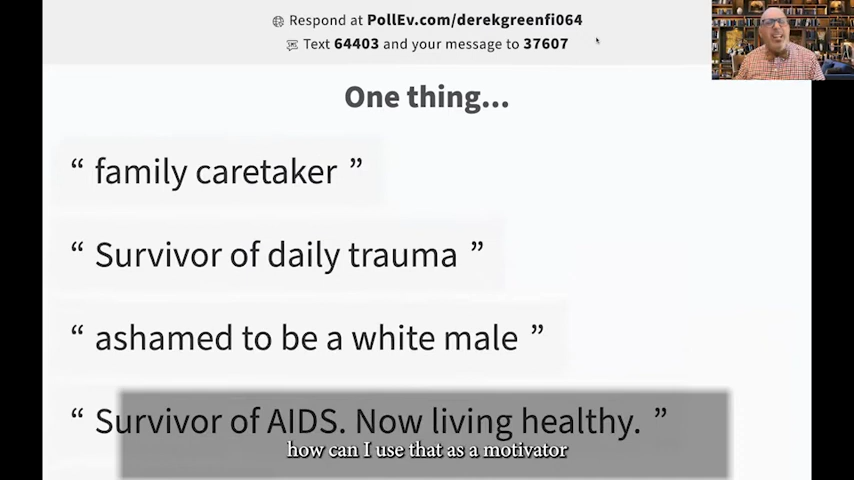 Respond at PollEv.com/derekgreenfi064
Text 64403 and your message to 37607
One thing...
“ family caretaker ”
“ Survivor of daily trauma ”
“ ashamed to be a white male ”
“ Survivor of AIDS. Now living healthy. ”
how can I use that as a motivator